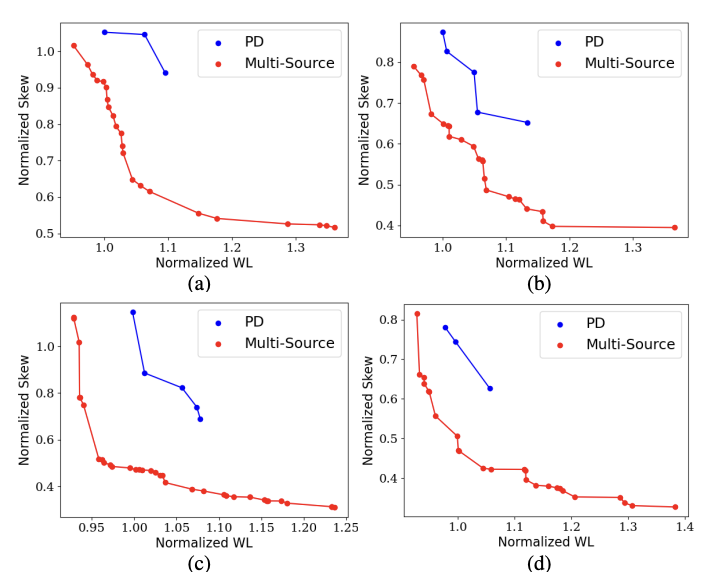 PD
Multi-Source
Normalized Skew
1.0
0.9
0.8
0.7
0.6
0.5
1.0
1.1
1.2
1.3
Normalized WL
(a)
PD
Multi-Source
Normalized Skew
0.8
0.7
0.6
0.5
0.4
1.0
1.1
1.2
1.3
Normalized WL
(b)
PD
Multi-Source
Normalized Skew
1.0
0.8
0.6
0.4
0.95
1.00
1.05
1.10
1.15
1.20
1.25
Normalized WL
(c)
PD
Multi-Source
Normalized Skew
0.8
0.7
0.6
0.5
0.4
1.0
1.1
1.2
1.3
1.4
Normalized WL
(d)